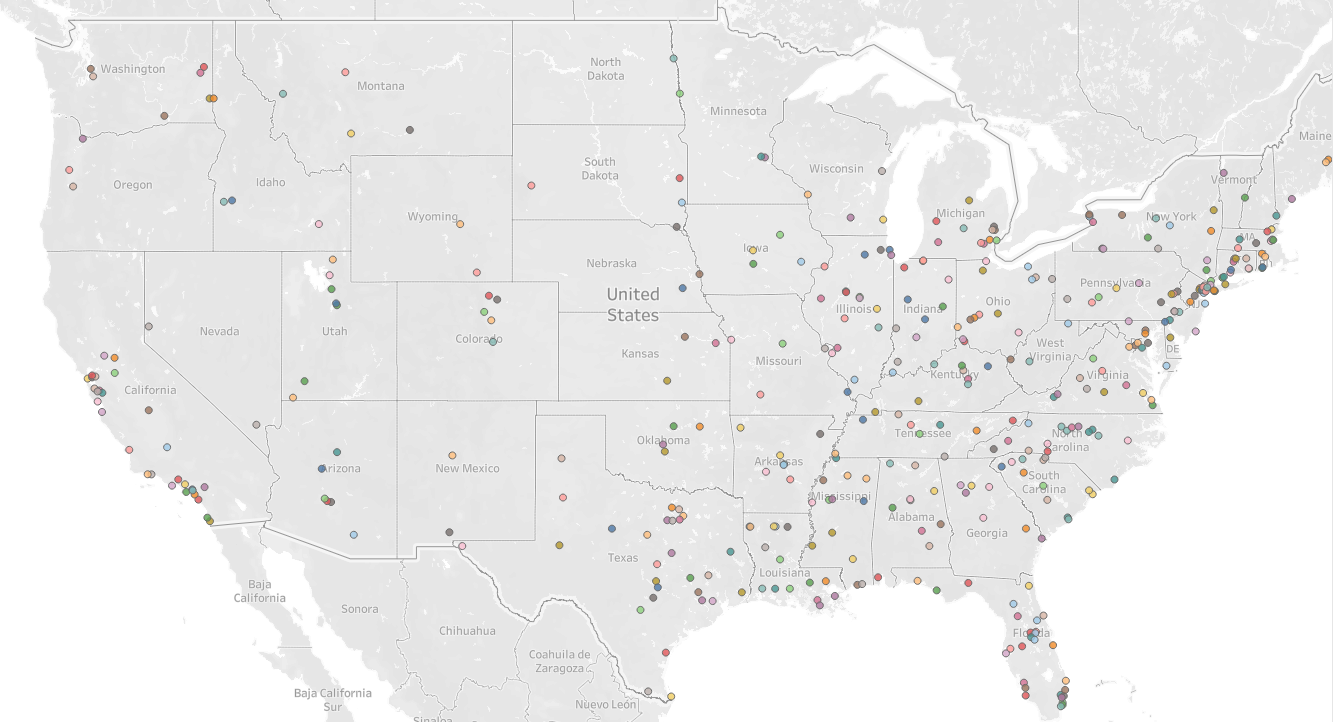 Washington
North
Dakota
Montana
Minnesota
Maine
South
Dakota
Wisconsin
Vermont
Oregon
Idaho
Michigan
New York
Wyoming
MA
Iowa
Nebraska
Pennsylvania
United
States
Illinois
Indiana
Ohio
NJ
Nevada
Utah
Colorado
Kansas
Missouri
West
Virginia
DE
California
Kentucky
Virginia
Oklahoma
Tennessee
North
Carolina
Arizona
New Mexico
Arkansas
South
Carolina
Mississippi
Alabama
Georgia
Texas
Louisiana
Baja
California
Sonora
Chihuahua
Florida
Coahuila de
Zaragoza
Baja California
Sur
Nuevo León
Sinaloa